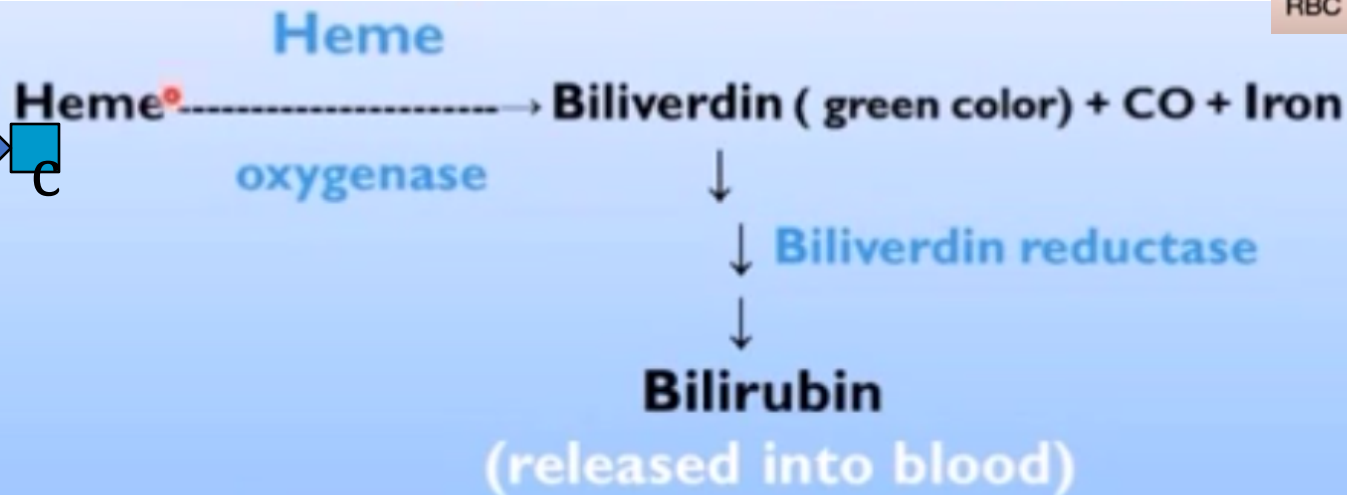 RBC
Heme
Heme ----------------------→ Biliverdin ( green color) + CO + Iron
c
oxygenase
↓
↓ Biliverdin reductase
↓
Bilirubin
(released into blood)